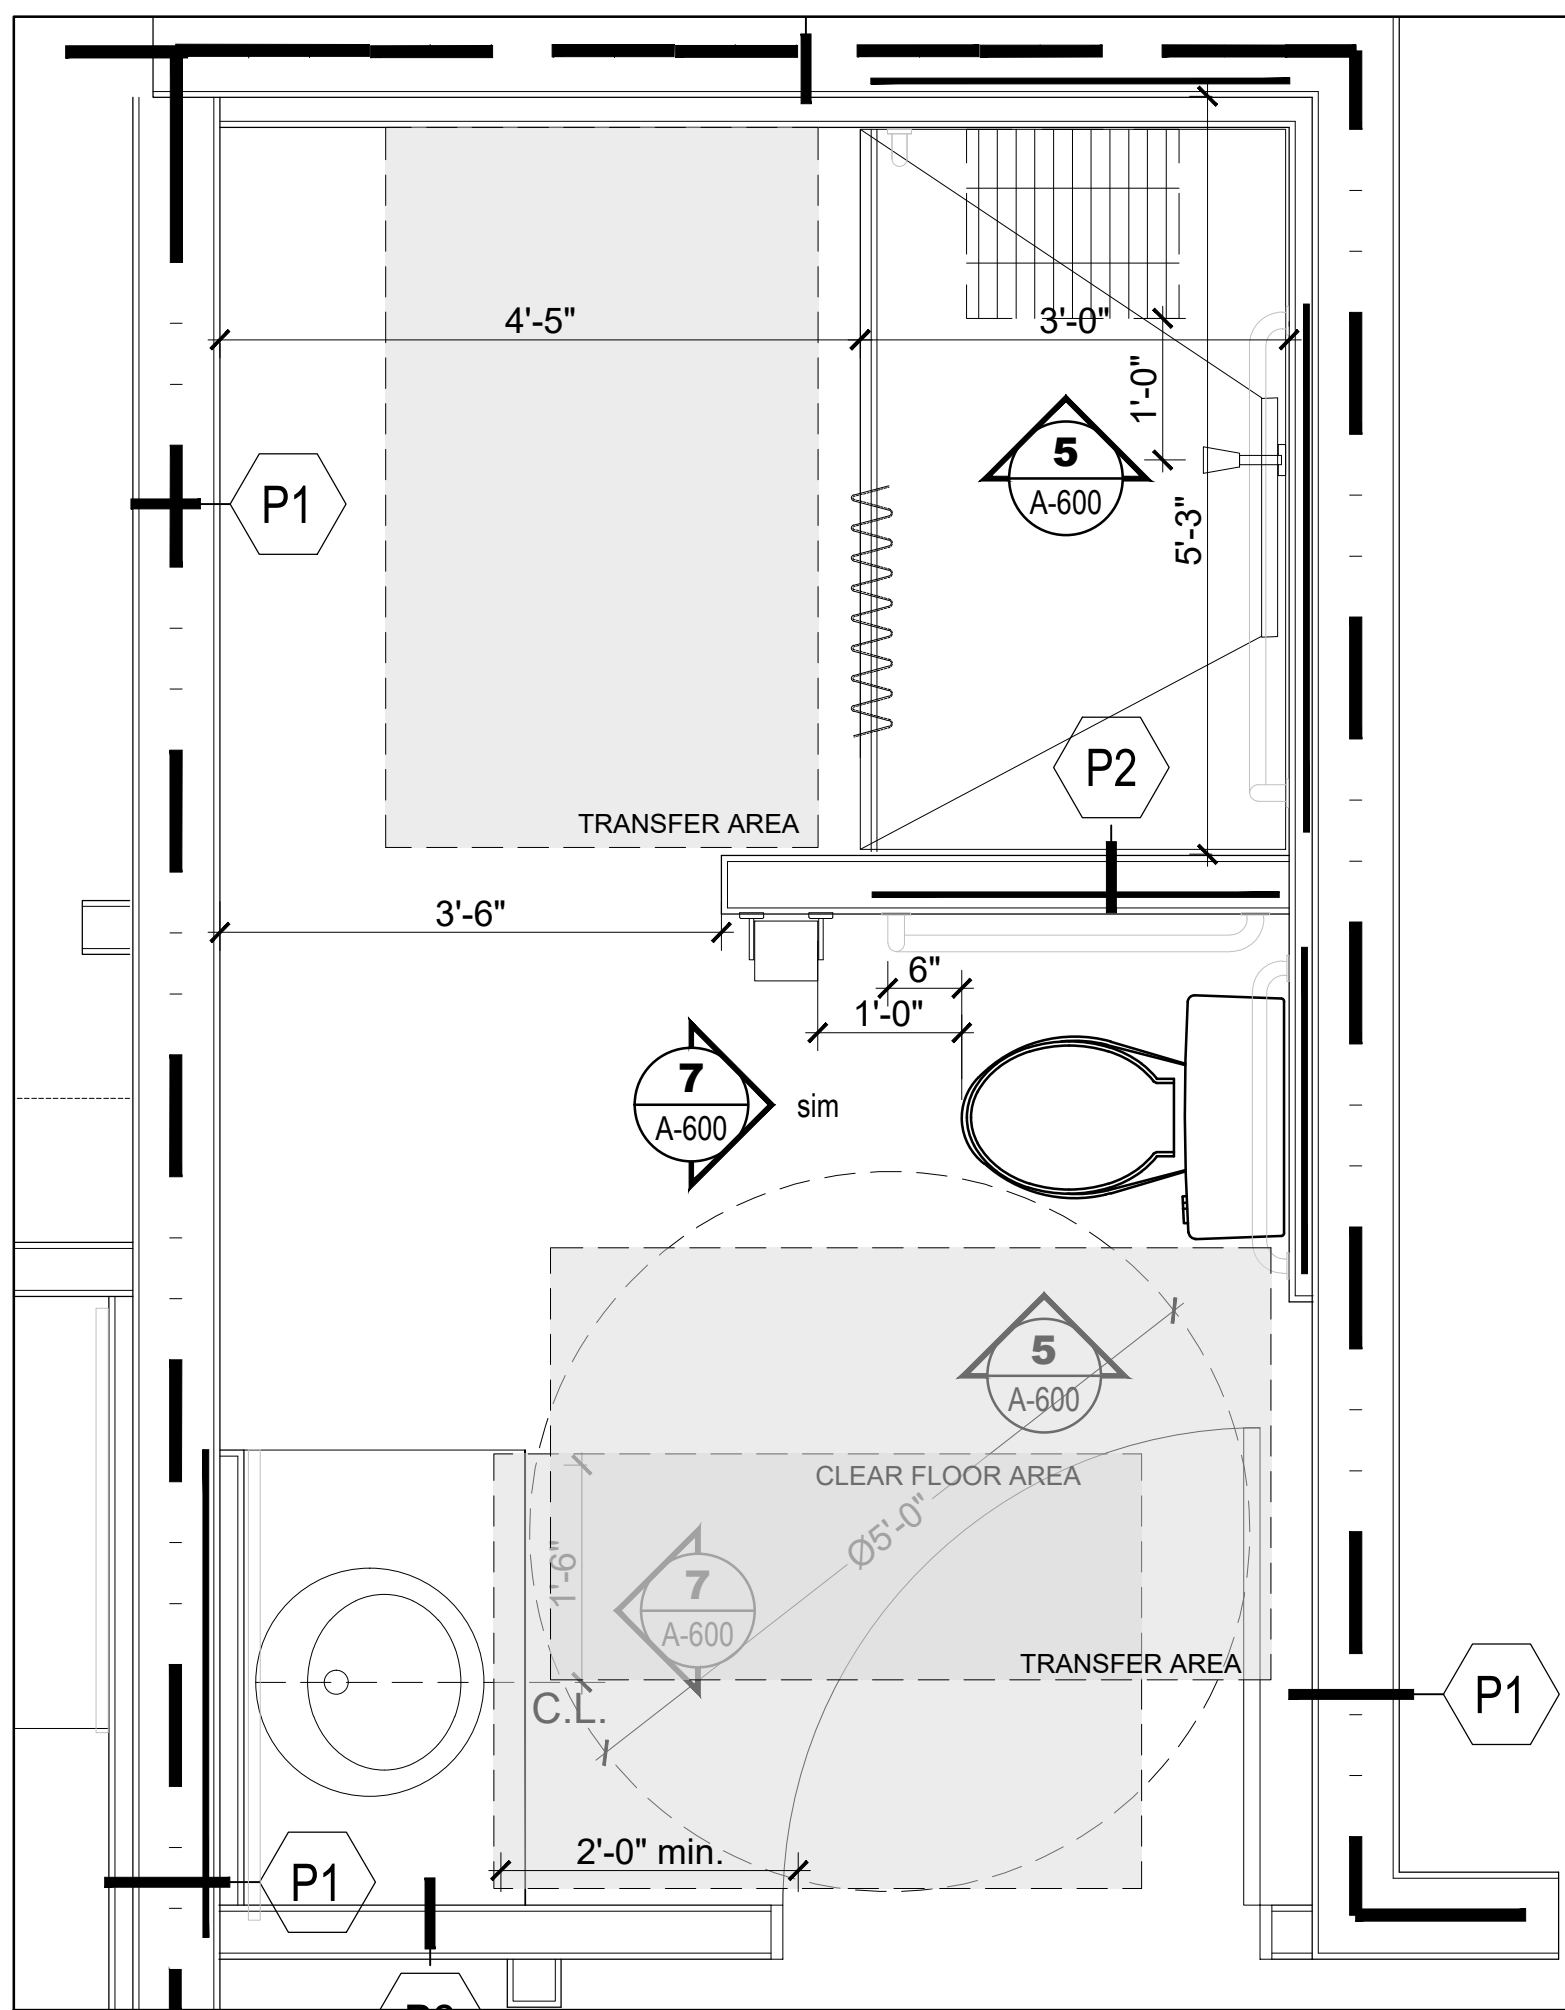 4'-5"
3'-0"
1'-0"
5
A-600
P1
5'-3"
P2
TRANSFER AREA
3'-6"
6"
1'-0"
7
A-600
sim
5
A-600
CLEAR FLOOR AREA
Ø5'-0"
1'-6"
7
A-600
TRANSFER AREA
C.L.
P1
2'-0" min.
P1